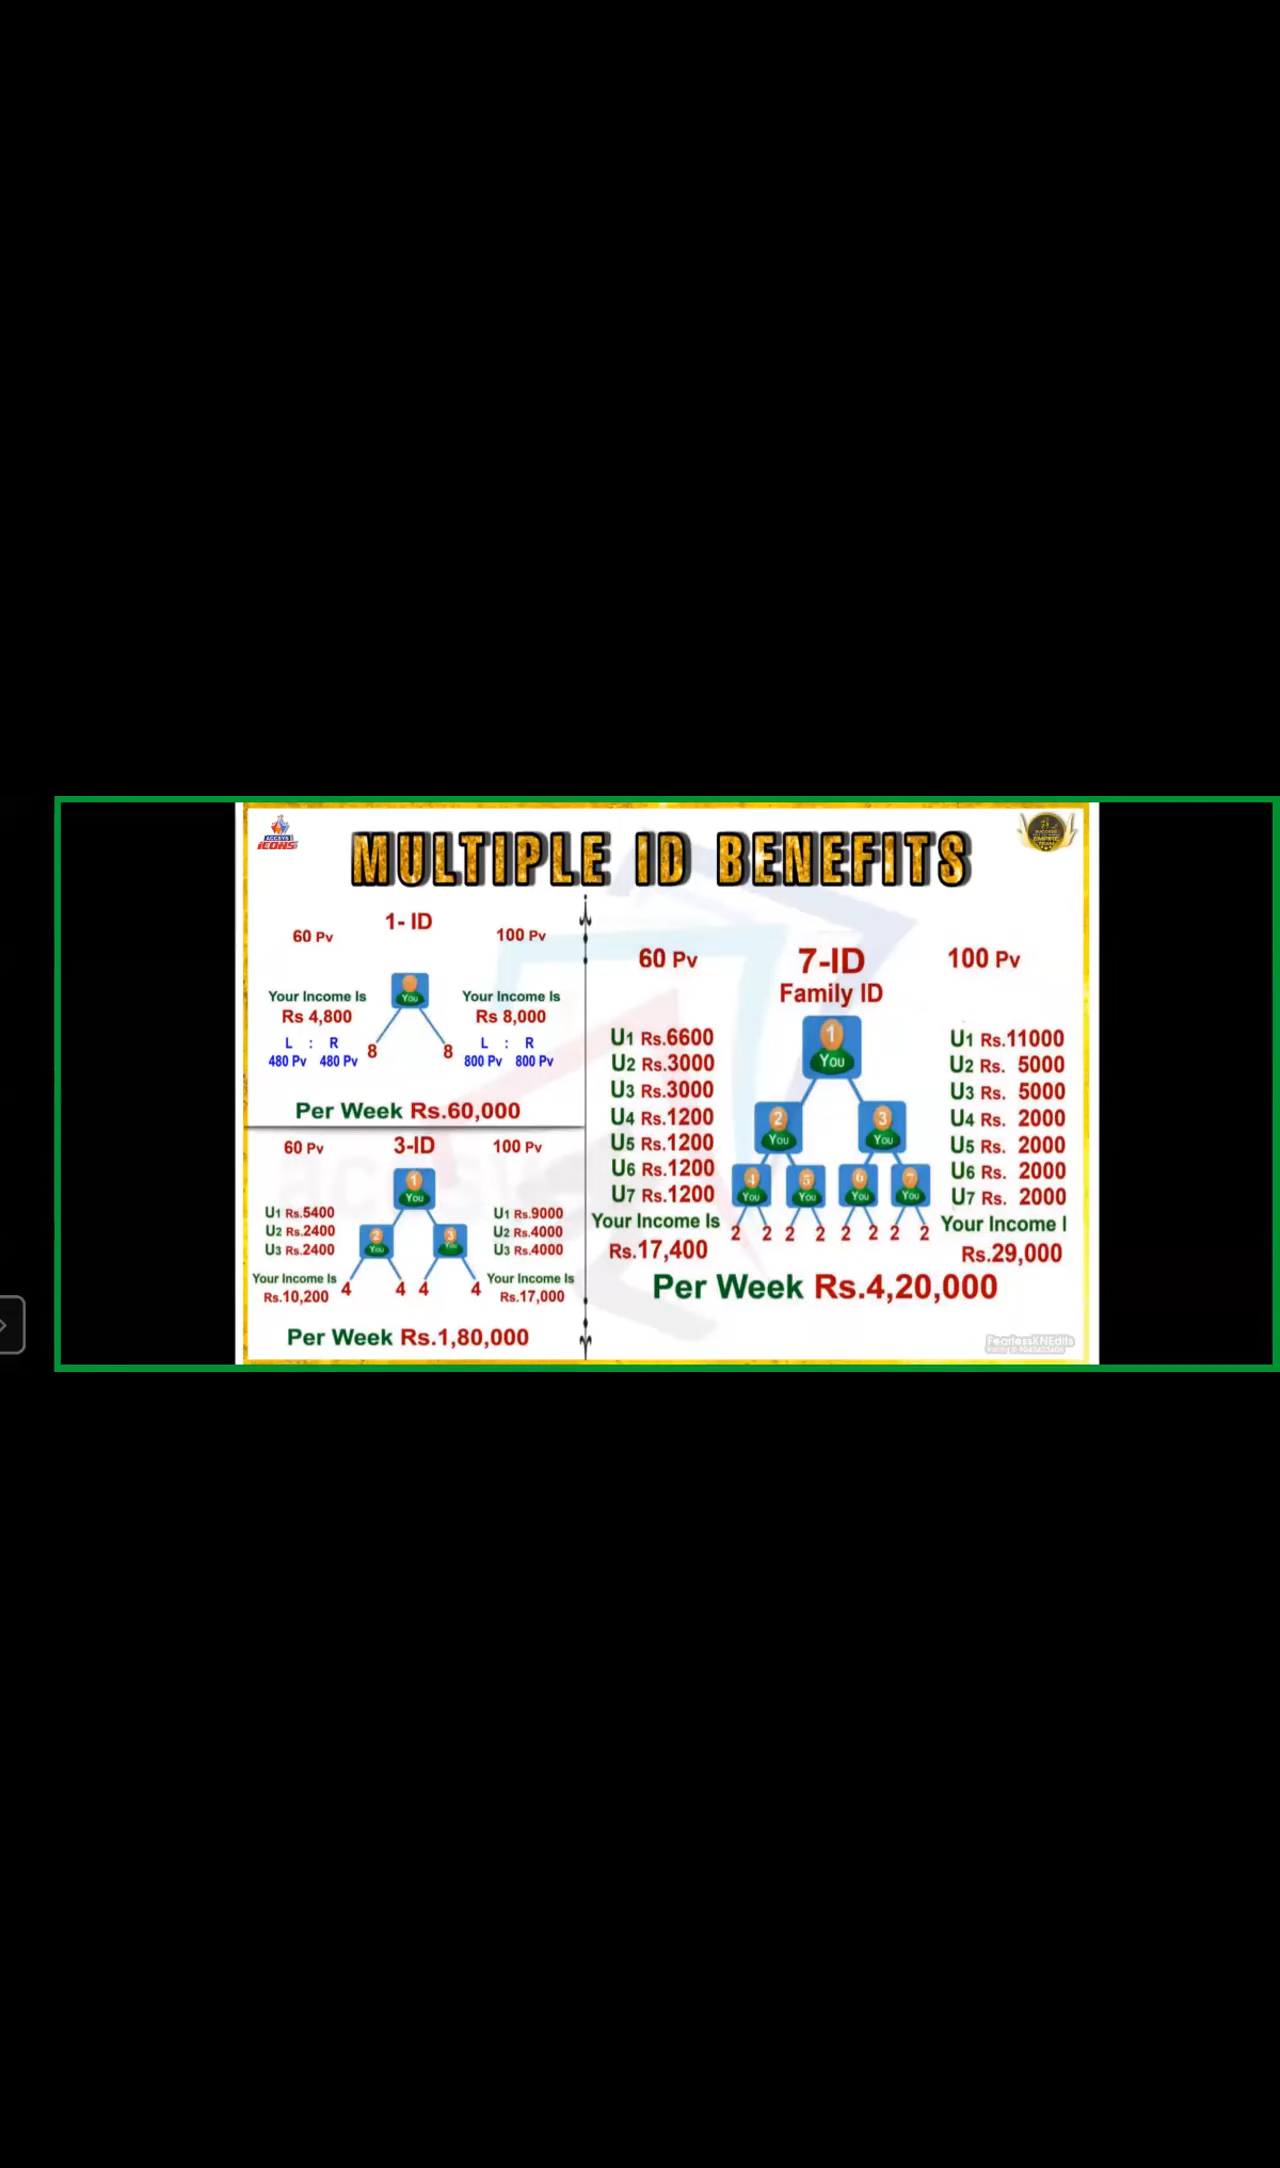 ACCSYS
iCONS
SUCCESS
EMPIRE
TEAM
MULTIPLE ID BENEFITS
1- ID
60 Pv
100 Pv
You
Your Income Is
Rs 4,800
L : R
480 Pv 480 Pv
8
8
Your Income Is
Rs 8,000
L : R
800 Pv 800 Pv
Per Week Rs.60,000
60 Pv
3-ID
100 Pv
1
You
2
You
3
You
U1 Rs.5400
U2 Rs.2400
U3 Rs.2400
Your Income Is
Rs.10,200
4
4
4
4
U1 Rs.9000
U2 Rs.4000
U3 Rs.4000
Your Income Is
Rs.17,000
Per Week Rs.1,80,000
60 Pv
7-ID
100 Pv
Family ID
U1 Rs.6600
U2 Rs.3000
U3 Rs.3000
U4 Rs.1200
U5 Rs.1200
U6 Rs.1200
U7 Rs.1200
Your Income Is
Rs.17,400
1
You
2
You
3
You
4
You
5
You
6
You
7
You
2 2 2 2 2 2 2 2
U1 Rs.11000
U2 Rs. 5000
U3 Rs. 5000
U4 Rs. 2000
U5 Rs. 2000
U6 Rs. 2000
U7 Rs. 2000
Your Income I
Rs.29,000
Per Week Rs.4,20,000
FearlessKNEdits